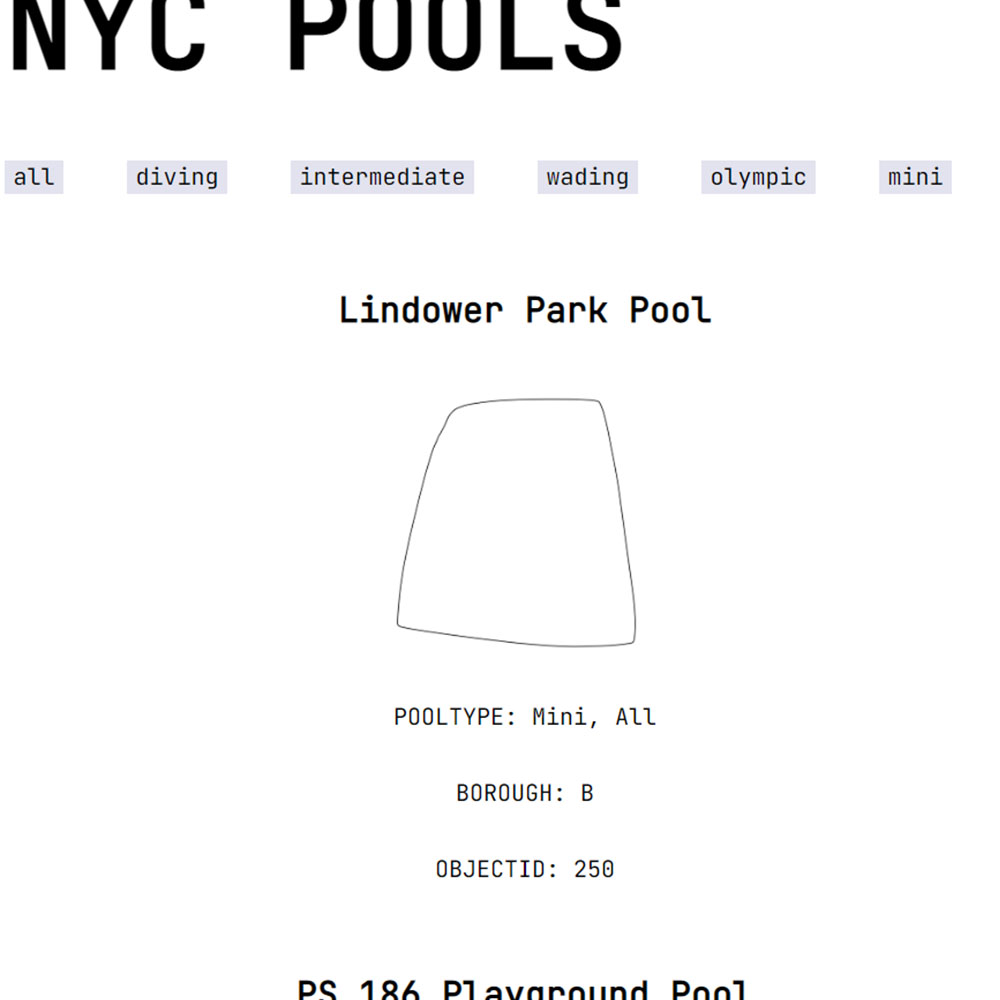 NYC POOLS
all diving intermediate wading olympic mini
Lindower Park Pool
POOLTYPE: Mini, All
BOROUGH: B
OBJECTID: 250
PS 186 Playground Pool